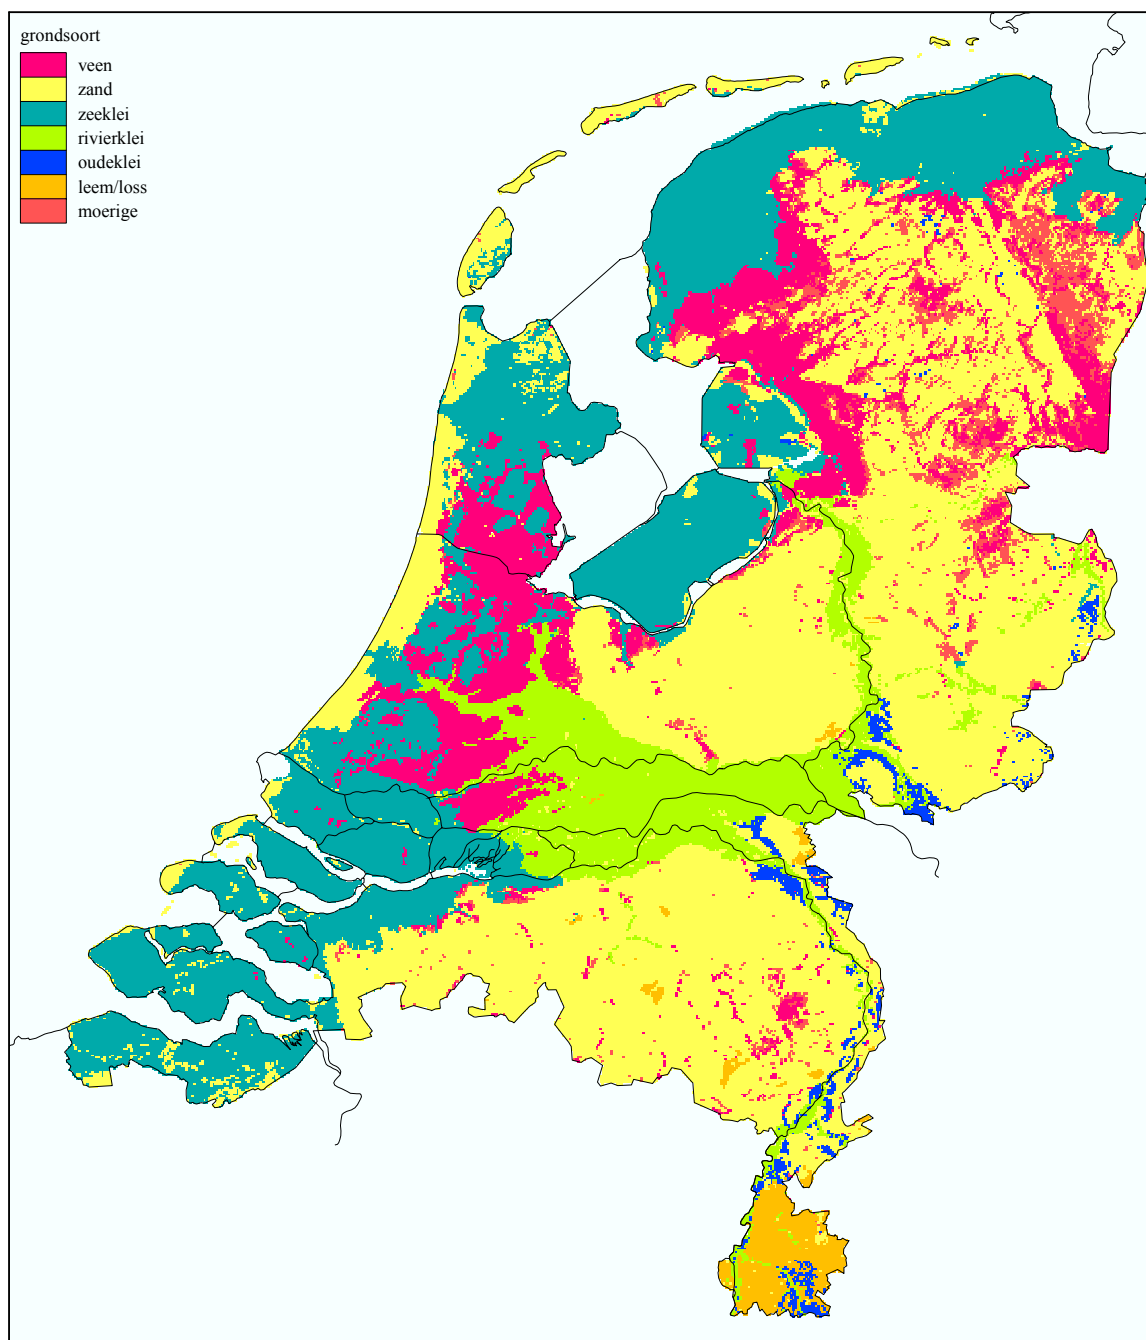 grondsoort
veen
zand
zeeklei
rivierklei
oudeklei
leem/loss
moerige